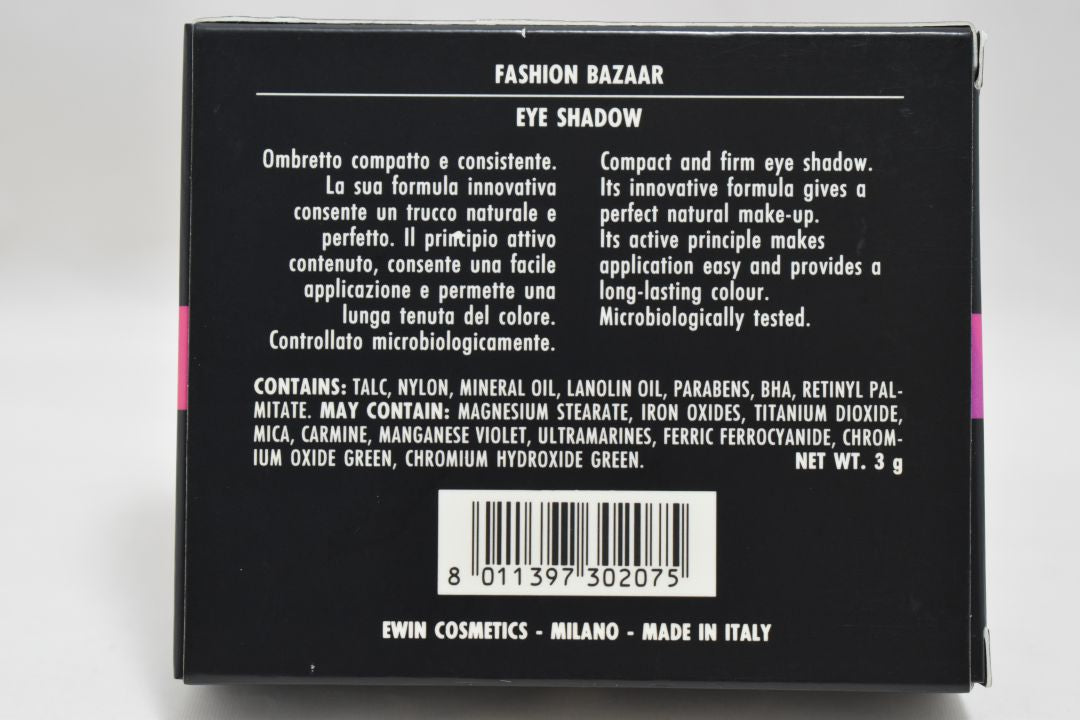 FASHION BAZAAR
EYE SHADOW
Ombretto compatto e consistente.
La sua formula innovativa
consente un trucco naturale e
perfetto. Il principio attivo
contenuto, consente una facile
applicazione e permette una
lunga tenuta del colore.
Controllato microbiologicamente.
Compact and firm eye shadow.
Its innovative formula gives a
perfect natural make-up.
Its active principle makes
application easy and provides a
long-lasting colour.
Microbiologically tested.
CONTAINS: TALC, NYLON, MINERAL OIL, LANOLIN OIL, PARABENS, BHA, RETINYL PAL-
MITATE. MAY CONTAIN: MAGNESIUM STEARATE, IRON OXIDES, TITANIUM DIOXIDE,
MICA, CARMINE, MANGANESE VIOLET, ULTRAMARINES, FERRIC FERROCYANIDE, CHROM-
IUM OXIDE GREEN, CHROMIUM HYDROXIDE GREEN. NET WT. 3 g
8 011397 302075
EWIN COSMETICS - MILANO - MADE IN ITALY